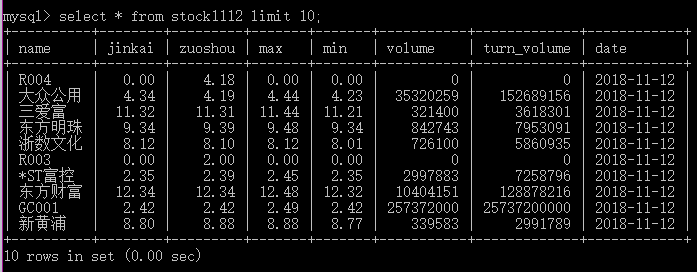 mysql> select * from stock1112 limit 10;
+----------+--------+----------+-------+-------+-----------+-------------+------------+
| name | jinkai | zuoshou | max | min | volume | turn_volume | date |
+----------+--------+----------+-------+-------+-----------+-------------+------------+
| R004 | 0.00 | 4.18 | 0.00 | 0.00 | 0 | 0 | 2018-11-12
| 大众公用 | 4.34 | 4.19 | 4.44 | 4.23 | 35320259 | 152689156 | 2018-11-12
| 三爱富 | 11.32 | 11.31 | 11.44 | 11.21 | 321400 | 3618301 | 2018-11-12
| 东方明珠 | 9.34 | 9.39 | 9.48 | 9.34 | 842743 | 7953091 | 2018-11-12
| 浙数文化 | 8.12 | 8.10 | 8.12 | 8.01 | 726100 | 5860935 | 2018-11-12
| R003 | 0.00 | 2.00 | 0.00 | 0.00 | 0 | 0 | 2018-11-12
| *ST富控 | 2.35 | 2.39 | 2.45 | 2.35 | 2997883 | 7258796 | 2018-11-12
| 东方财富 | 12.34 | 12.34 | 12.48 | 12.32 | 10404151 | 128878216 | 2018-11-12
| GC001 | 2.42 | 2.42 | 2.49 | 2.42 | 257372000 | 25737200000 | 2018-11-12
| 新黄浦 | 8.80 | 8.88 | 8.88 | 8.77 | 339583 | 2991789 | 2018-11-12
+----------+--------+----------+-------+-------+-----------+-------------+------------+
10 rows in set (0.00 sec)